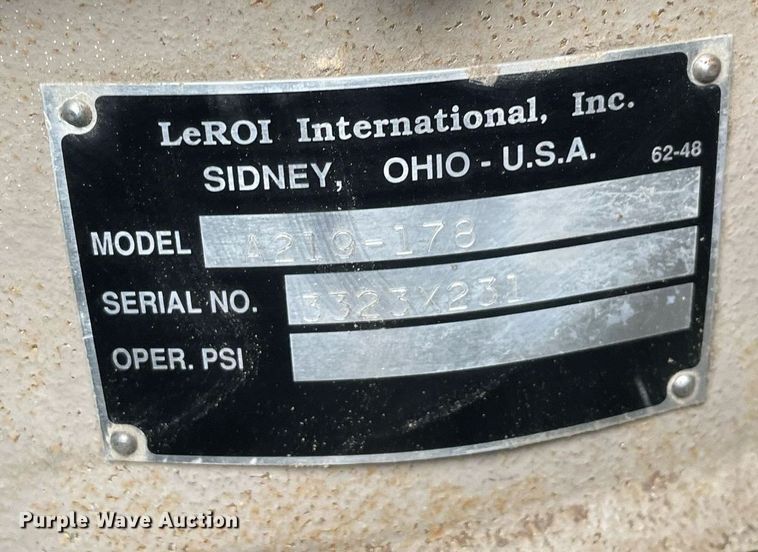 LeROI International, Inc.
SIDNEY, OHIO - U.S.A. 62-48
MODEL A219-178
SERIAL NO. 3323X231
OPER. PSI
Purple Wave Auction